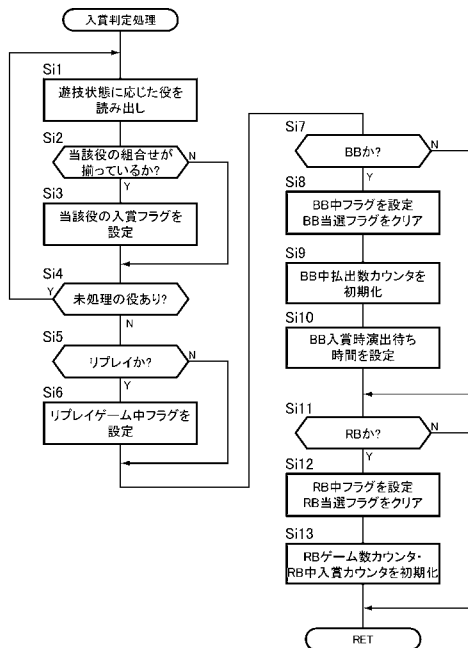 入賞判定処理
Si1
遊技状態に応じた役を
読み出し
Si2
当該役の組合せが
揃っているか?
N
Y
Si3
当該役の入賞フラグを
設定
Si4
Y
未処理の役あり?
N
Si5
リプレイか?
N
Y
Si6
リプレイゲーム中フラグを
設定
Si7
BBか?
N
Y
Si8
BB中フラグを設定
BB当選フラグをクリア
Si9
BB中払出数カウンタを
初期化
Si10
BB入賞時演出待ち
時間を設定
Si11
RBか?
N
Y
Si12
RB中フラグを設定
RB当選フラグをクリア
Si13
RBゲーム数カウンタ・
RB中入賞カウンタを初期化
RET